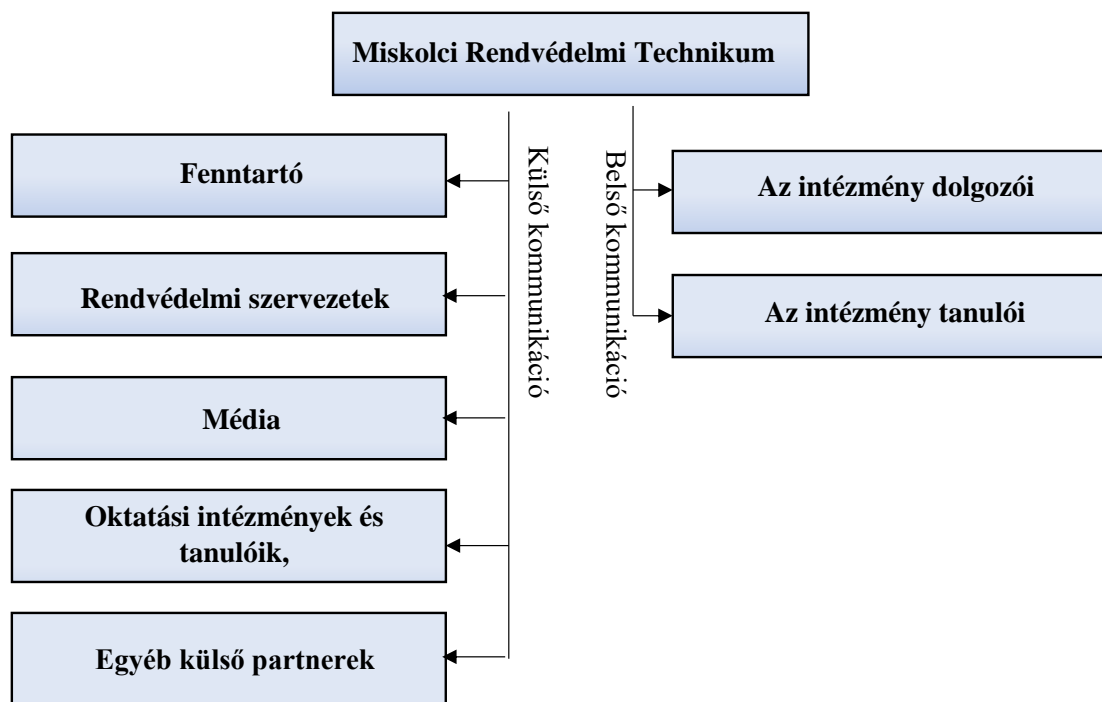 Miskolci Rendvédelmi Technikum
Külső kommunikáció
Belső kommunikáció
Fenntartó
Rendvédelmi szervezetek
Média
Oktatási intézmények és
tanulóik,
Egyéb külső partnerek
Az intézmény dolgozói
Az intézmény tanulói